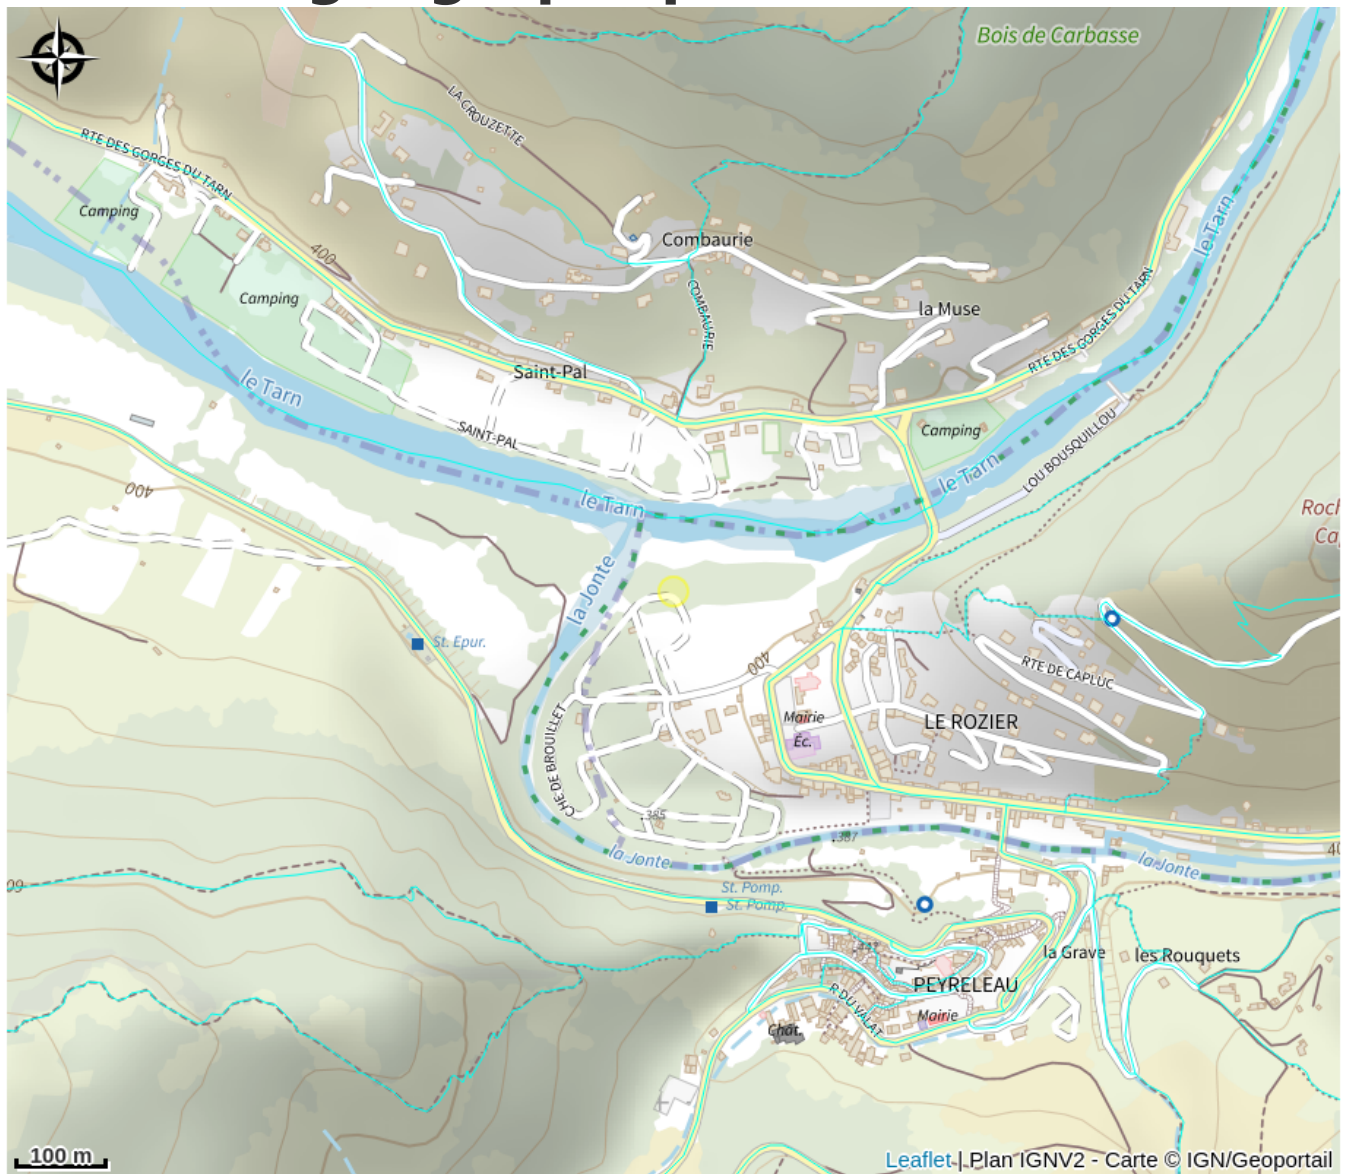 Bois de Carbasse
LA CROUZETTE
RTE DES GORGES DU TARN
Camping
le Tarn
Combaurie
400
Camping
COMBAURIE
RTE DES GORGES DU TARN
la Muse
Saint-Pal
le Tarn
SAINT-PAL
Camping
LOU BOUSQUILLOU
le Tarn
400
le Tarn
la Jonte
St. Epur.
400
RTE DE CAPLUC
Mairie
LE ROZIER
Éc.
CHE DE BROUILLET
.385
.387
la Jonte
la Jonte
St. Pomp.
St. Pomp.
.447
la Grave
les Rouquets
PEYRELEAU
R DU VALAT
Mairie
Chât.
100 m
Leaflet | Plan IGNV2 - Carte © IGN/Geoportail